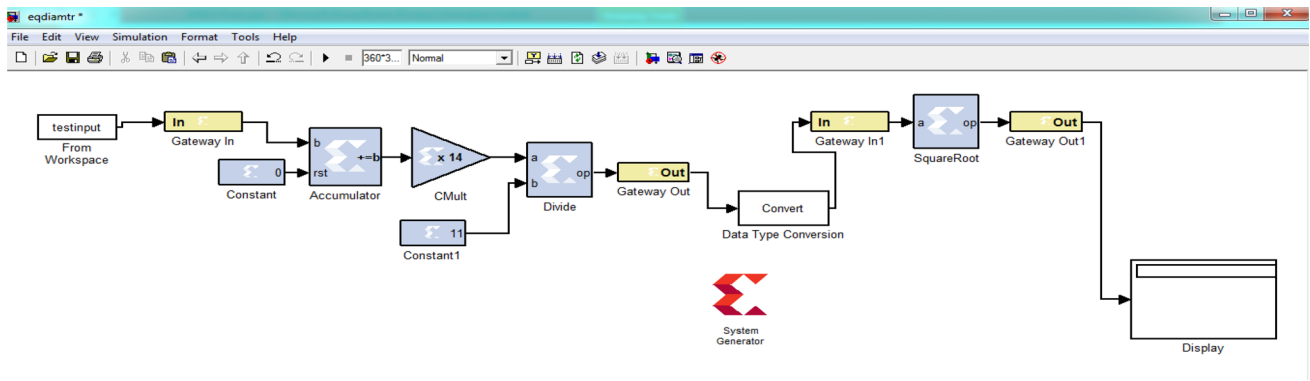 eqdiamtr *
File Edit View Simulation Format Tools Help
360*3... Normal
testinput
From
Workspace
In
Gateway In
0
Constant
b
rst
+=b
Accumulator
x 14
CMult
11
Constant1
a
b
op
Divide
Out
Gateway Out
Convert
Data Type Conversion
In
Gateway In1
a
op
SquareRoot
Out
Gateway Out1
System
Generator
Display